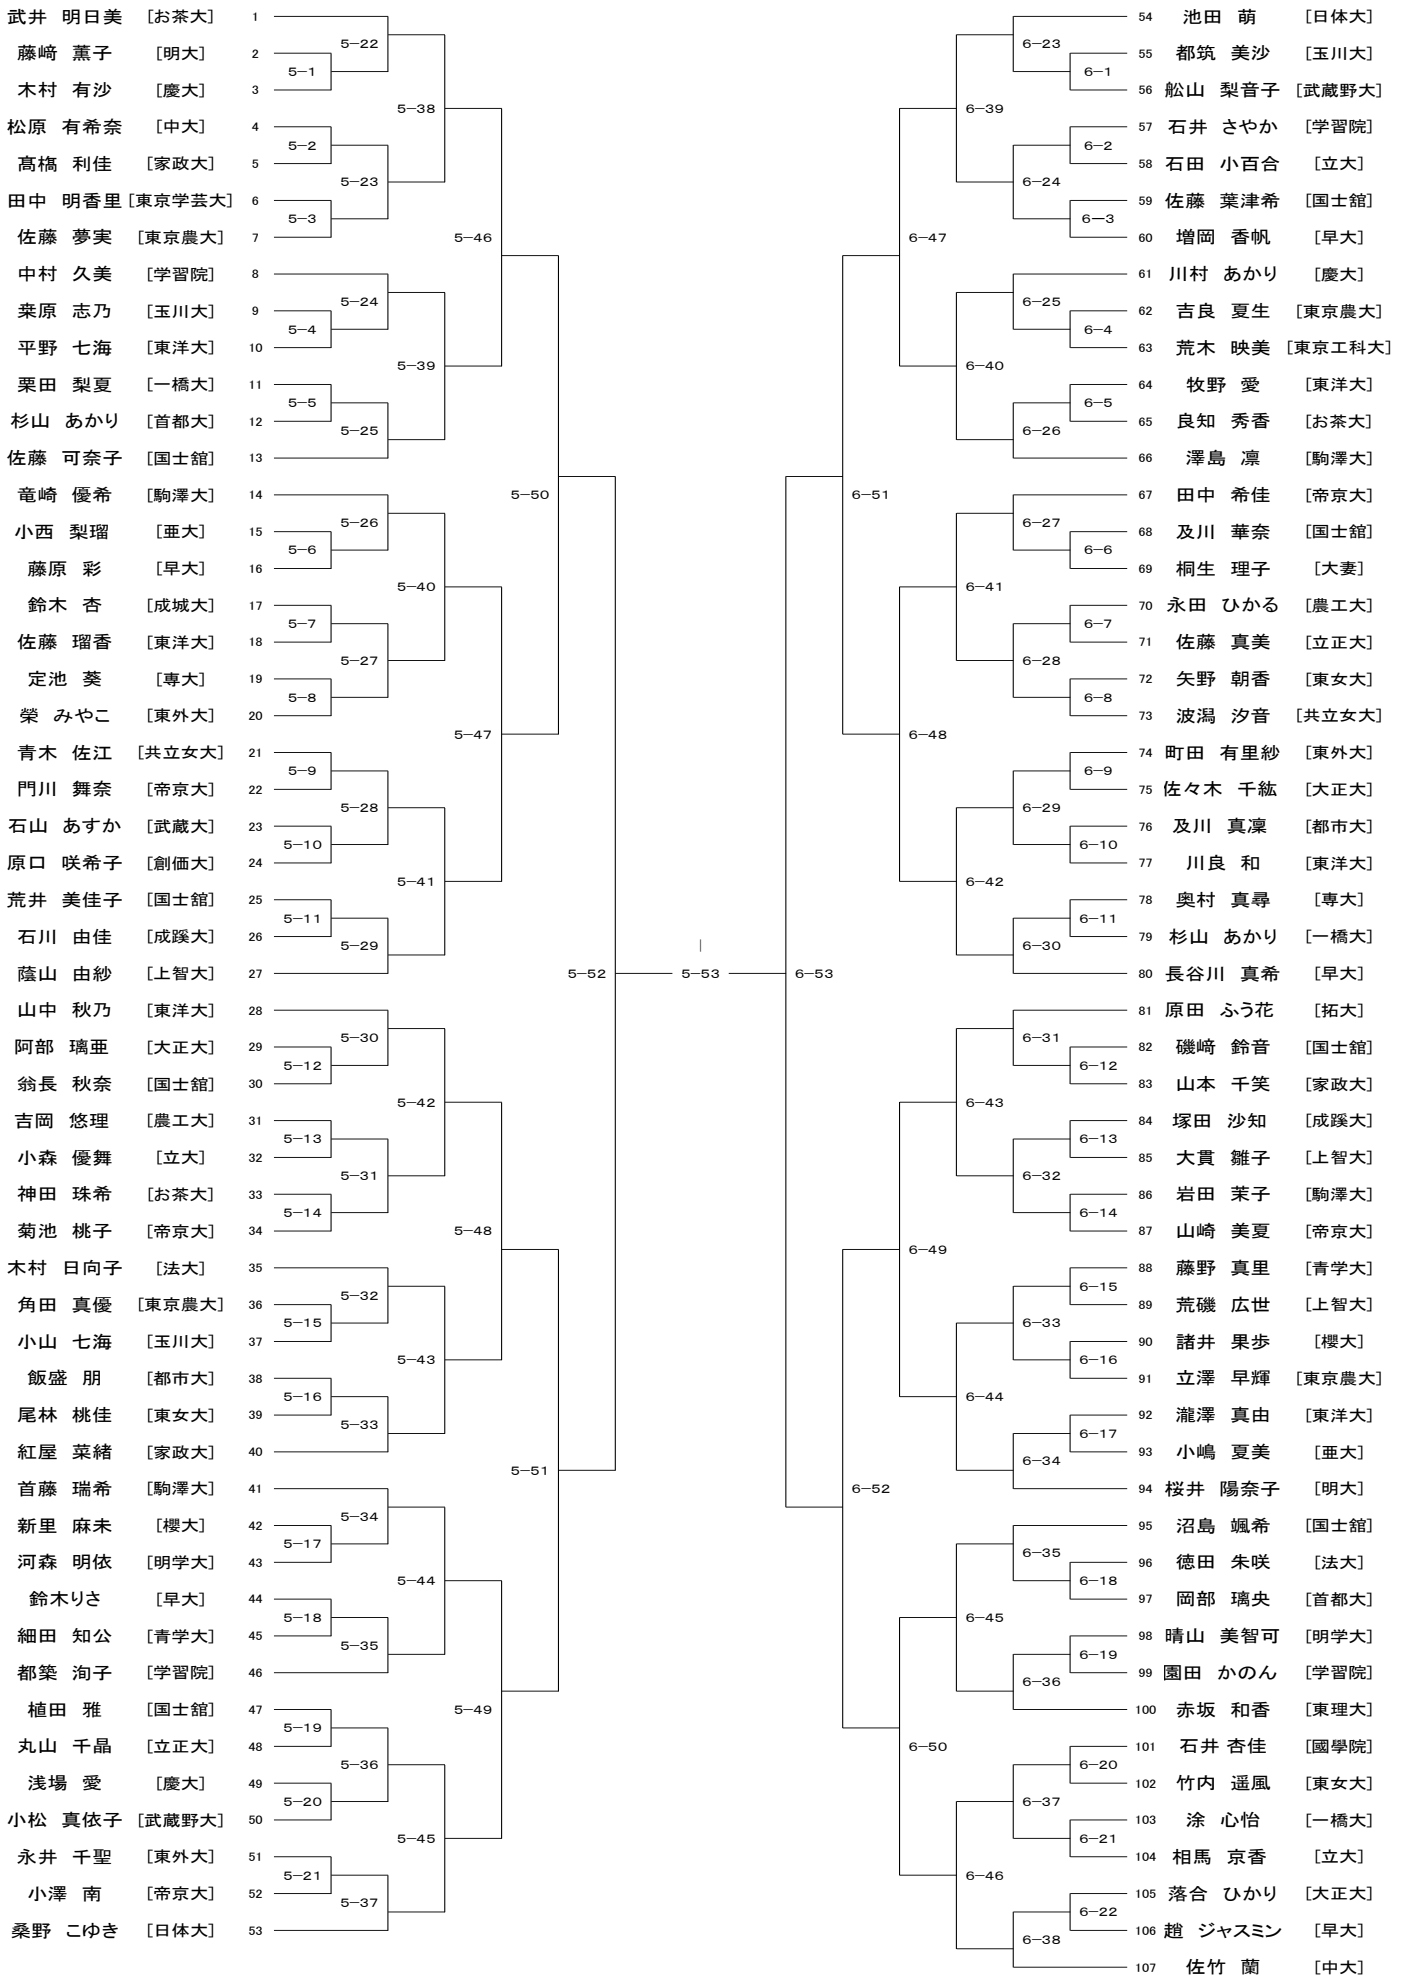 武井 明日美 [お茶大] 1
藤﨑 薫子 [明大] 2
木村 有沙 [慶大] 3
松原 有希奈 [中大] 4
髙橋 利佳 [家政大] 5
田中 明香里 [東京学芸大] 6
佐藤 夢実 [東京農大] 7
中村 久美 [学習院] 8
桒原 志乃 [玉川大] 9
平野 七海 [東洋大] 10
栗田 梨夏 [一橋大] 11
杉山 あかり [首都大] 12
佐藤 可奈子 [国士舘] 13
竜崎 優希 [駒澤大] 14
小西 梨瑠 [亜大] 15
藤原 彩 [早大] 16
鈴木 杏 [成城大] 17
佐藤 瑠香 [東洋大] 18
定池 葵 [専大] 19
榮 みやこ [東外大] 20
青木 佐江 [共立女大] 21
門川 舞奈 [帝京大] 22
石山 あすか [武蔵大] 23
原口 咲希子 [創価大] 24
荒井 美佳子 [国士舘] 25
石川 由佳 [成蹊大] 26
蔭山 由紗 [上智大] 27
山中 秋乃 [東洋大] 28
阿部 璃亜 [大正大] 29
翁長 秋奈 [国士舘] 30
吉岡 悠理 [農工大] 31
小森 優舞 [立大] 32
神田 珠希 [お茶大] 33
菊池 桃子 [帝京大] 34
木村 日向子 [法大] 35
角田 真優 [東京農大] 36
小山 七海 [玉川大] 37
飯盛 朋 [都市大] 38
尾林 桃佳 [東女大] 39
紅屋 菜緒 [家政大] 40
首藤 瑞希 [駒澤大] 41
新里 麻未 [櫻大] 42
河森 明依 [明学大] 43
鈴木りさ [早大] 44
細田 知公 [青学大] 45
都築 洵子 [学習院] 46
植田 雅 [国士舘] 47
丸山 千晶 [立正大] 48
浅場 愛 [慶大] 49
小松 真依子 [武蔵野大] 50
永井 千聖 [東外大] 51
小澤 南 [帝京大] 52
桑野 こゆき [日体大] 53
5-1
5-2
5-3
5-4
5-5
5-6
5-7
5-8
5-9
5-10
5-11
5-12
5-13
5-14
5-15
5-16
5-17
5-18
5-19
5-20
5-21
5-22
5-23
5-24
5-25
5-26
5-27
5-28
5-29
5-30
5-31
5-32
5-33
5-34
5-35
5-36
5-37
5-38
5-39
5-40
5-41
5-42
5-43
5-44
5-45
5-46
5-47
5-48
5-49
5-50
5-51
5-52
5-53
6-53
6-51
6-52
6-47
6-48
6-49
6-50
6-39
6-40
6-41
6-42
6-43
6-44
6-45
6-46
6-23
6-24
6-25
6-26
6-27
6-28
6-29
6-30
6-31
6-32
6-33
6-34
6-35
6-36
6-37
6-38
6-1
6-2
6-3
6-4
6-5
6-6
6-7
6-8
6-9
6-10
6-11
6-12
6-13
6-14
6-15
6-16
6-17
6-18
6-19
6-20
6-21
6-22
54 池田 萌 [日体大]
55 都筑 美沙 [玉川大]
56 舩山 梨音子 [武蔵野大]
57 石井 さやか [学習院]
58 石田 小百合 [立大]
59 佐藤 葉津希 [国士舘]
60 増岡 香帆 [早大]
61 川村 あかり [慶大]
62 吉良 夏生 [東京農大]
63 荒木 映美 [東京工科大]
64 牧野 愛 [東洋大]
65 良知 秀香 [お茶大]
66 澤島 凛 [駒澤大]
67 田中 希佳 [帝京大]
68 及川 華奈 [国士舘]
69 桐生 理子 [大妻]
70 永田 ひかる [農工大]
71 佐藤 真美 [立正大]
72 矢野 朝香 [東女大]
73 波潟 汐音 [共立女大]
74 町田 有里紗 [東外大]
75 佐々木 千紘 [大正大]
76 及川 真凜 [都市大]
77 川良 和 [東洋大]
78 奥村 真尋 [専大]
79 杉山 あかり [一橋大]
80 長谷川 真希 [早大]
81 原田 ふう花 [拓大]
82 磯﨑 鈴音 [国士舘]
83 山本 千笑 [家政大]
84 塚田 沙知 [成蹊大]
85 大貫 雛子 [上智大]
86 岩田 茉子 [駒澤大]
87 山崎 美夏 [帝京大]
88 藤野 真里 [青学大]
89 荒磯 広世 [上智大]
90 諸井 果歩 [櫻大]
91 立澤 早輝 [東京農大]
92 瀧澤 真由 [東洋大]
93 小嶋 夏美 [亜大]
94 桜井 陽奈子 [明大]
95 沼島 颯希 [国士舘]
96 徳田 朱咲 [法大]
97 岡部 璃央 [首都大]
98 晴山 美智可 [明学大]
99 園田 かのん [学習院]
100 赤坂 和香 [東理大]
101 石井 杏佳 [國學院]
102 竹内 遥風 [東女大]
103 涂 心怡 [一橋大]
104 相馬 京香 [立大]
105 落合 ひかり [大正大]
106 趙 ジャスミン [早大]
107 佐竹 蘭 [中大]